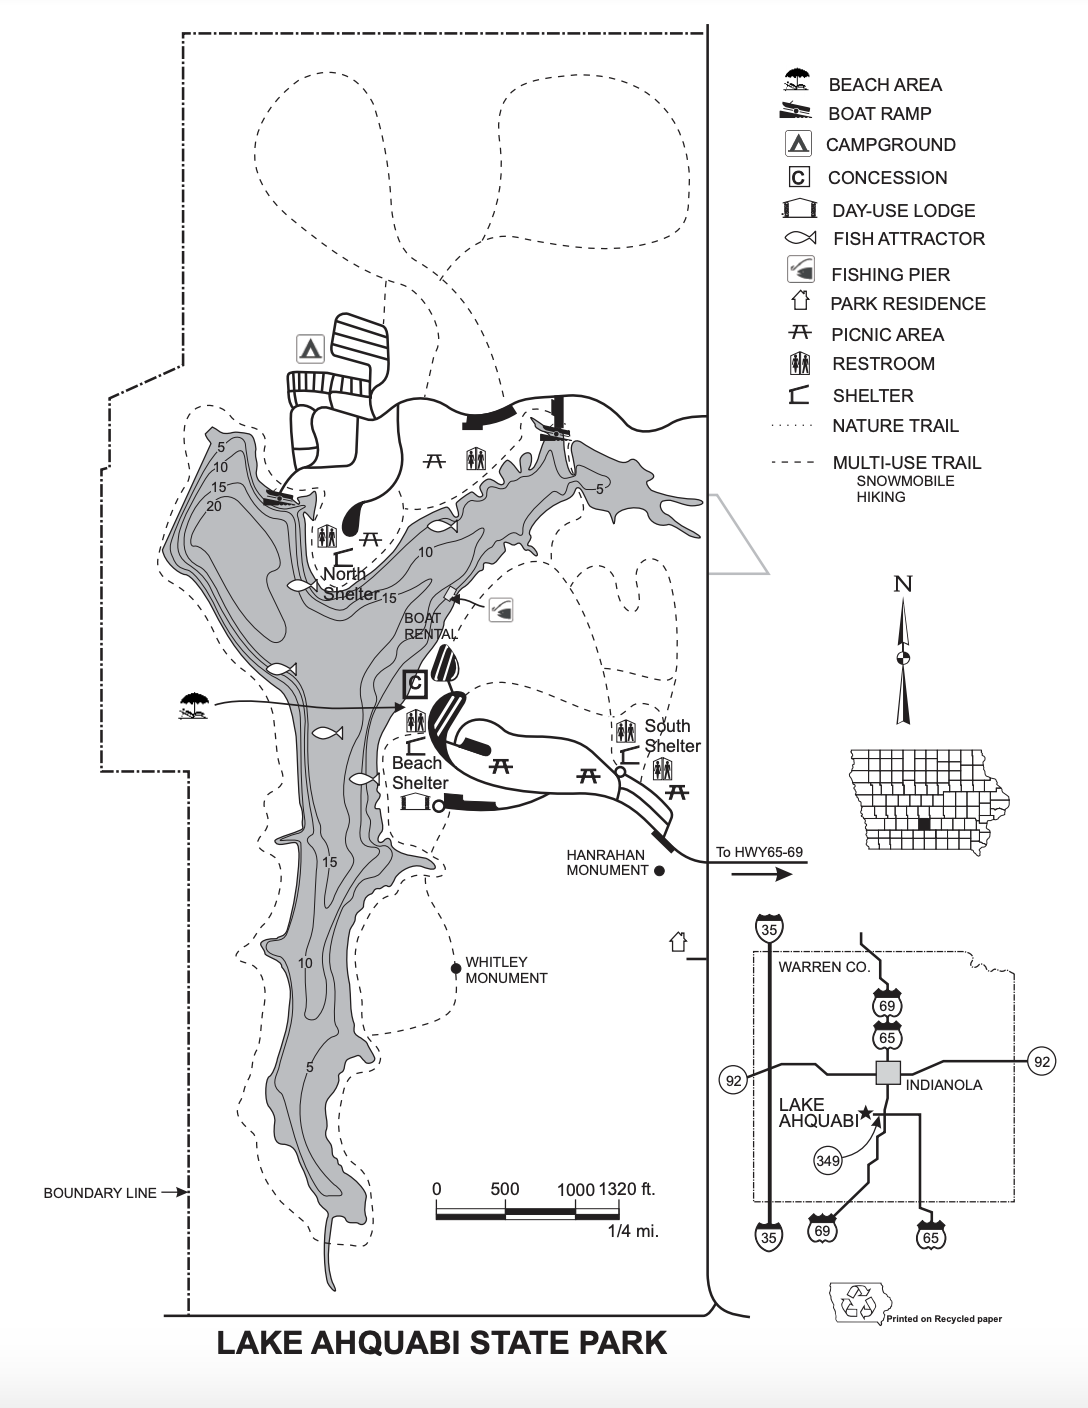 BEACH AREA
BOAT RAMP
CAMPGROUND
C CONCESSION
DAY-USE LODGE
FISH ATTRACTOR
FISHING PIER
PARK RESIDENCE
PICNIC AREA
RESTROOM
SHELTER
NATURE TRAIL
MULTI-USE TRAIL
SNOWMOBILE
HIKING
5
10
15
20
5
10
North
Shelter
15
BOAT
RENTAL
C
Beach
Shelter
South
Shelter
15
10
5
HANRAHAN
MONUMENT
To HWY65-69
WHITLEY
MONUMENT
BOUNDARY LINE
0 500 1000 1320 ft.
1/4 mi.
N
35
WARREN CO.
69
65
92
92
INDIANOLA
LAKE
AHQUABI
349
35
69
65
Printed on Recycled paper
LAKE AHQUABI STATE PARK